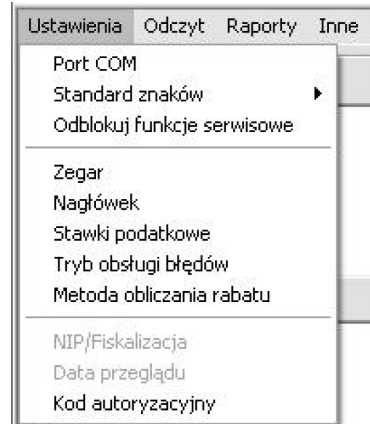 Ustawienia Odczyt Raporty Inne
Port COM
Standard znaków
Odblokuj funkcje serwisowe
Zegar
Nagłówek
Stawki podatkowe
Tryb obsługi błędów
Metoda obliczania rabatu
NIP/Fiskalizacja
Data przeglądu
Kod autoryzacyjny